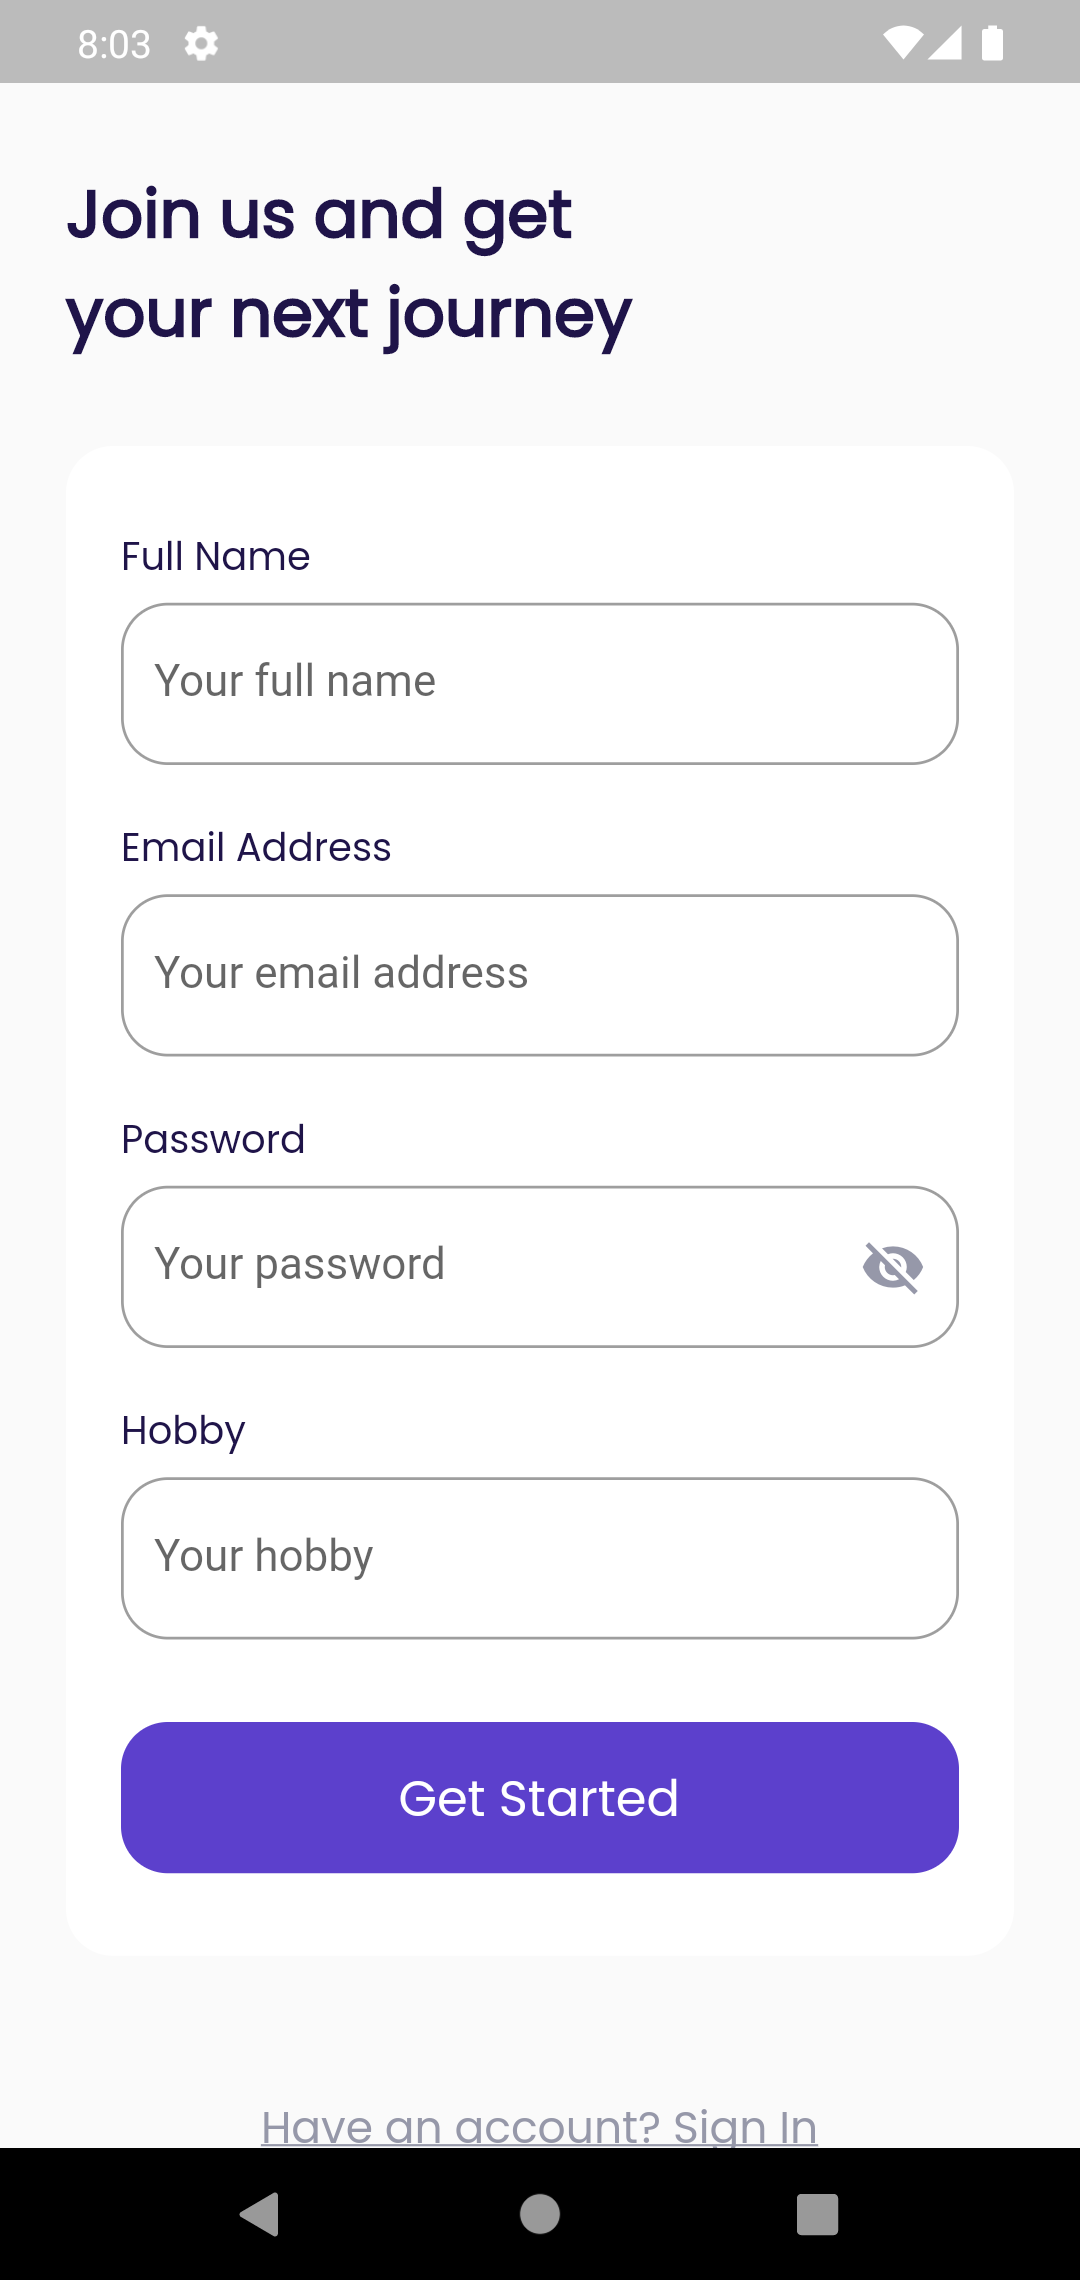 8:03
Join us and get
your next journey
Full Name
Your full name
Email Address
Your email address
Password
Your password
Hobby
Your hobby
Get Started
Have an account? Sign In